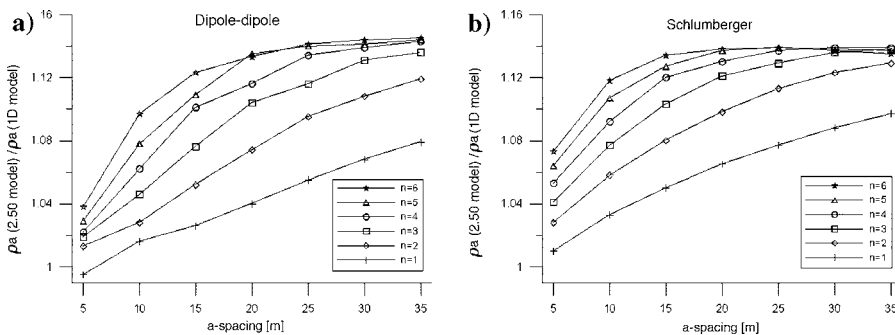 a)
Dipole-dipole
ρa (2.50 model) / ρa (1D model)
1.16
1.12
1.08
1.04
1
5 10 15 20 25 30 35
a-spacing [m]
n=6
n=5
n=4
n=3
n=2
n=1
b)
Schlumberger
ρa (2.50 model) / ρa (1D model)
1.16
1.12
1.08
1.04
1
5 10 15 20 25 30 35
a-spacing [m]
n=6
n=5
n=4
n=3
n=2
n=1